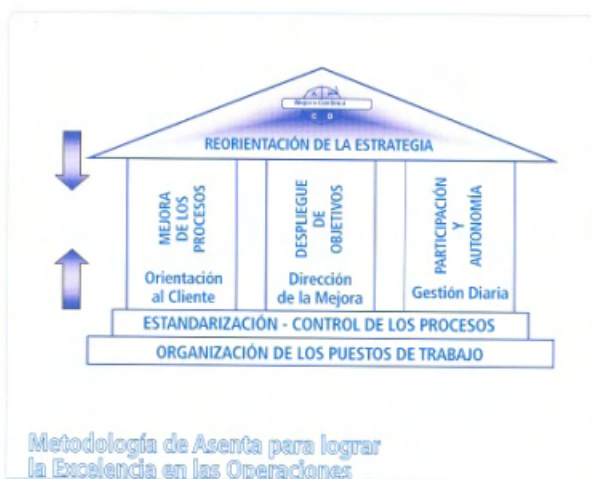 Mejora Continua
C D
REORIENTACIÓN DE LA ESTRATEGIA
MEJORA
DE LOS
PROCESOS
Orientación
al Cliente
DESPLIEGUE
DE
OBJETIVOS
Dirección
de la Mejora
PARTICIPACIÓN
Y
AUTONOMÍA
Gestión Diaria
ESTANDARIZACIÓN - CONTROL DE LOS PROCESOS
ORGANIZACIÓN DE LOS PUESTOS DE TRABAJO
Metodología de Asenta para lograr
la Excelencia en las Operaciones